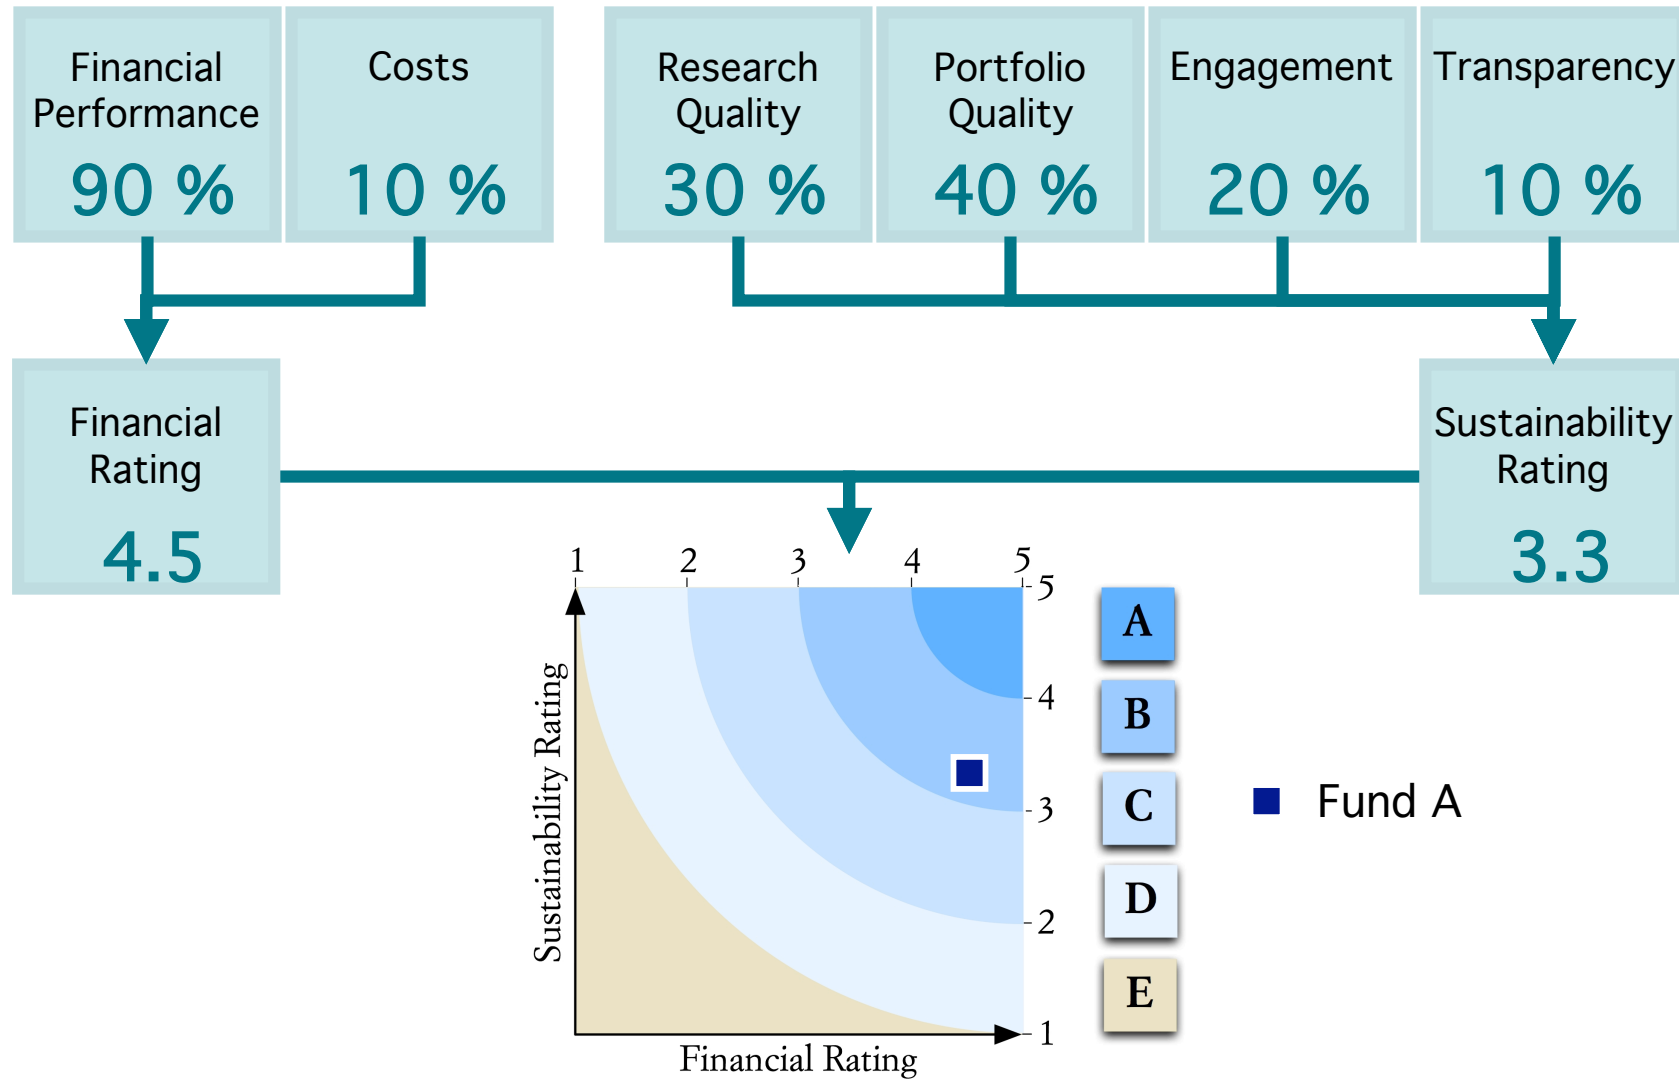 Financial
Performance
90 %
Costs
10 %
Research
Quality
30 %
Portfolio
Quality
40 %
Engagement
20 %
Transparency
10 %
Financial
Rating
4.5
Sustainability
Rating
3.3
1 2 3 4 5
5
4
3
2
1
Sustainability Rating
Financial Rating
A
B
C
D
E
Fund A